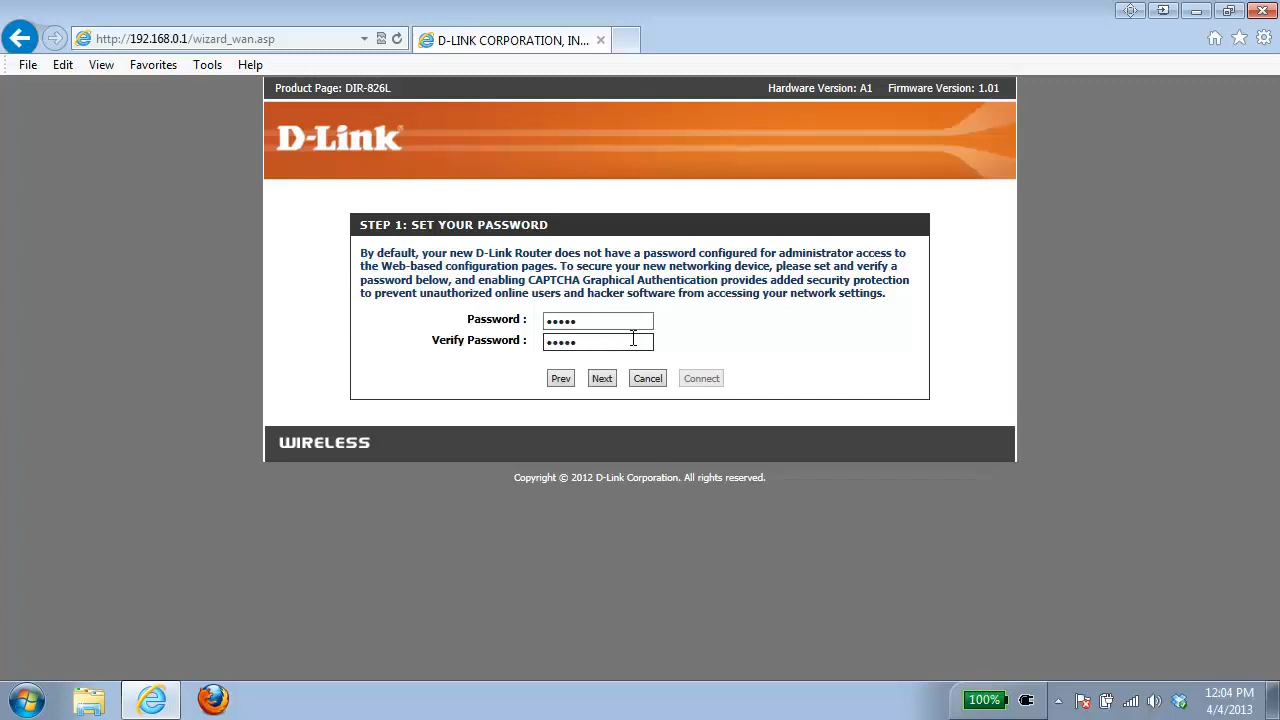 http://192.168.0.1/wizard_wan.asp
D-LINK CORPORATION, IN...
File Edit View Favorites Tools Help
Product Page: DIR-826L Hardware Version: A1 Firmware Version: 1.01
D-Link
STEP 1: SET YOUR PASSWORD
By default, your new D-Link Router does not have a password configured for administrator access to
the Web-based configuration pages. To secure your new networking device, please set and verify a
password below, and enabling CAPTCHA Graphical Authentication provides added security protection
to prevent unauthorized online users and hacker software from accessing your network settings.
Password : •••••
Verify Password : •••••
Prev Next Cancel Connect
WIRELESS
Copyright © 2012 D-Link Corporation. All rights reserved.
100%
12:04 PM
4/4/2013